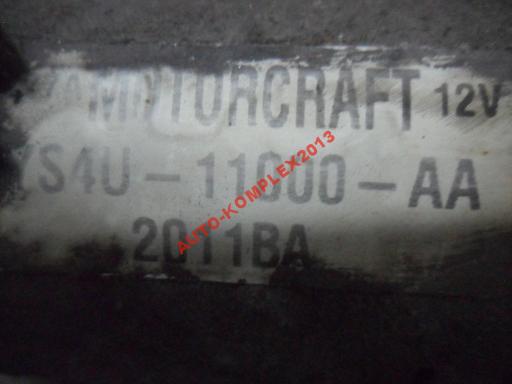 MOTORCRAFT 12V
YS4U-11000-AA
2011BA
AUTO-KOMPLEX2013